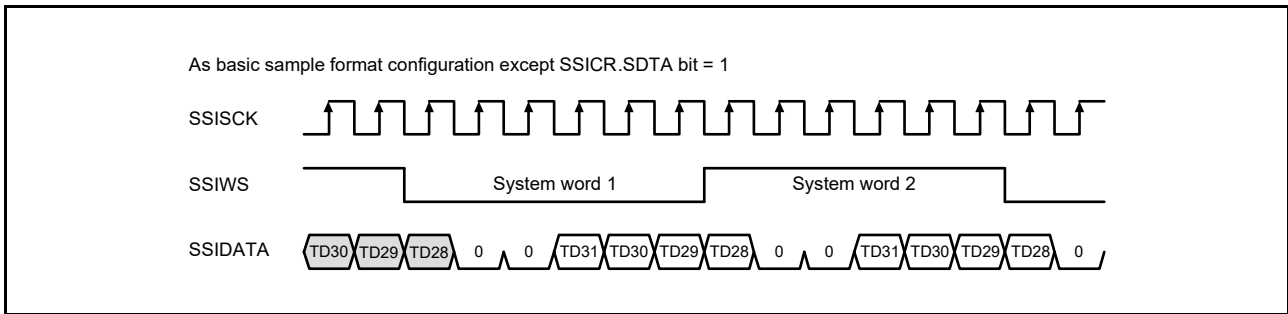 As basic sample format configuration except SSICR.SDTA bit = 1
SSISCK
SSIWS System word 1 System word 2
SSIDATA TD30 TD29 TD28 0 0 TD31 TD30 TD29 TD28 0 0 TD31 TD30 TD29 TD28 0